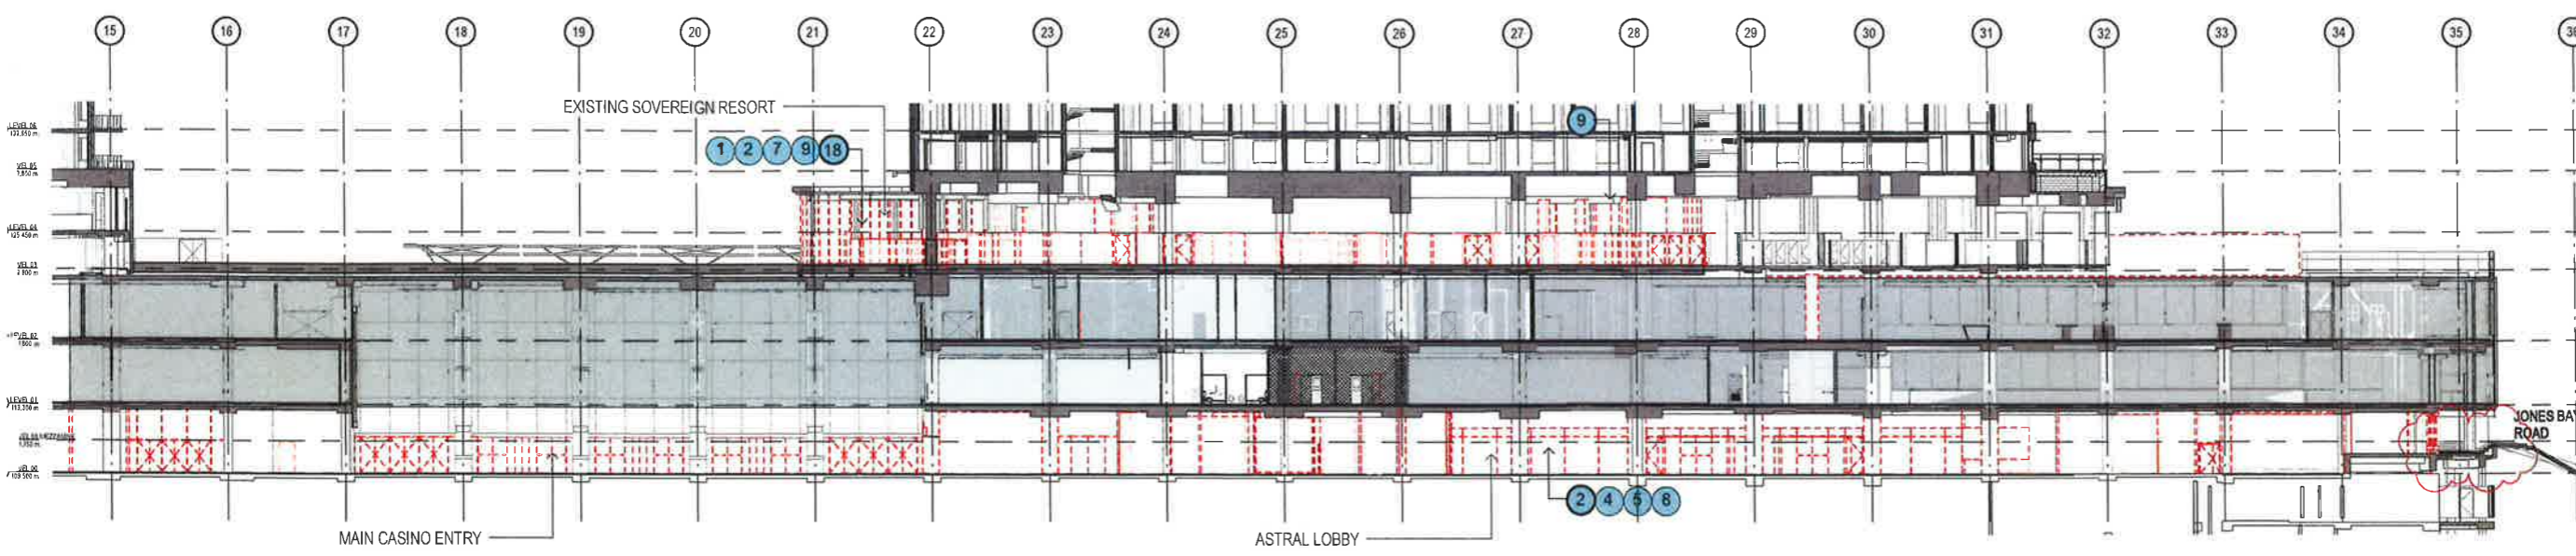 15 16 17 18 19 20 21 22 23 24 25 26 27 28 29 30 31 32 33 34 35
EXISTING SOVEREIGN RESORT
9
1 2 7 9 18
LEVEL 06
LEVEL 04
LEVEL 01
JONES BAY
ROAD
2 4 5 8
MAIN CASINO ENTRY
ASTRAL LOBBY